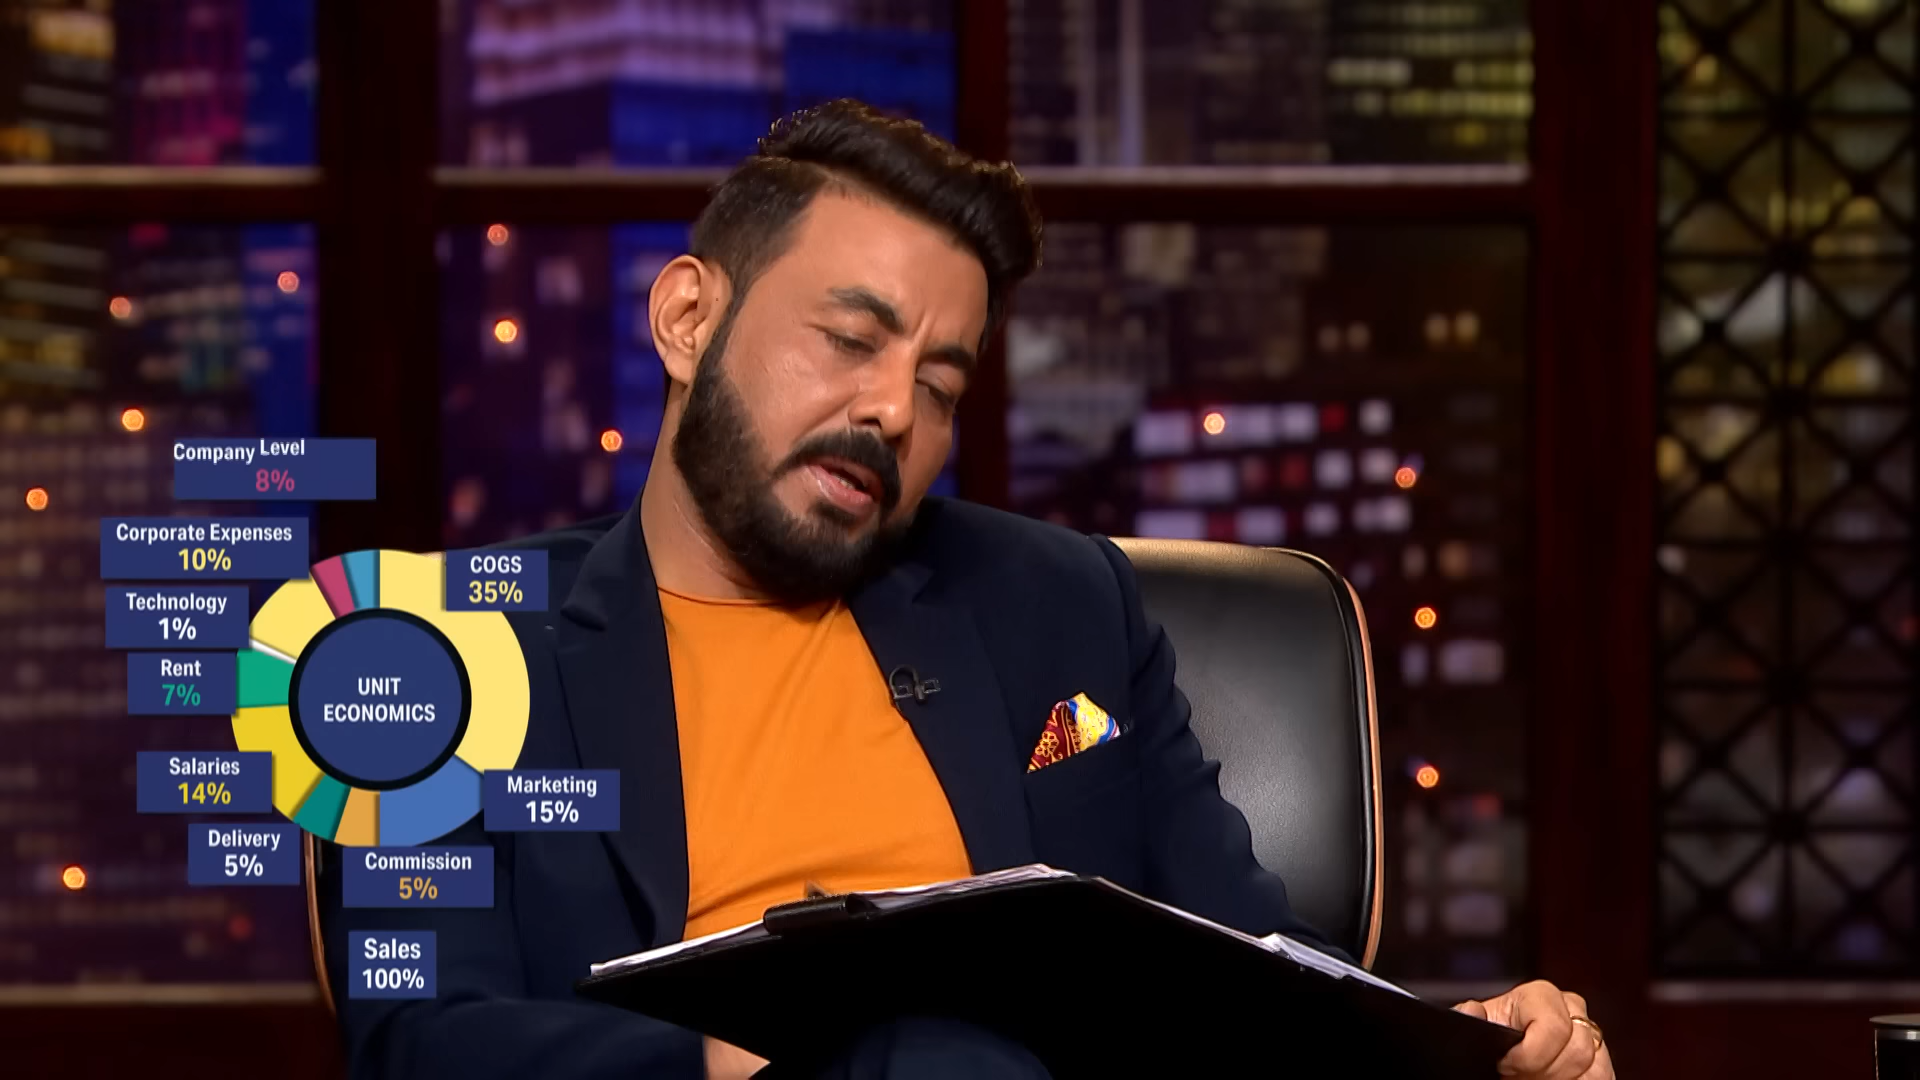 Company Level
8%
Corporate Expenses
10%
COGS
35%
Technology
1%
Rent
7%
UNIT
ECONOMICS
Salaries
14%
Marketing
15%
Delivery
5%
Commission
5%
Sales
100%